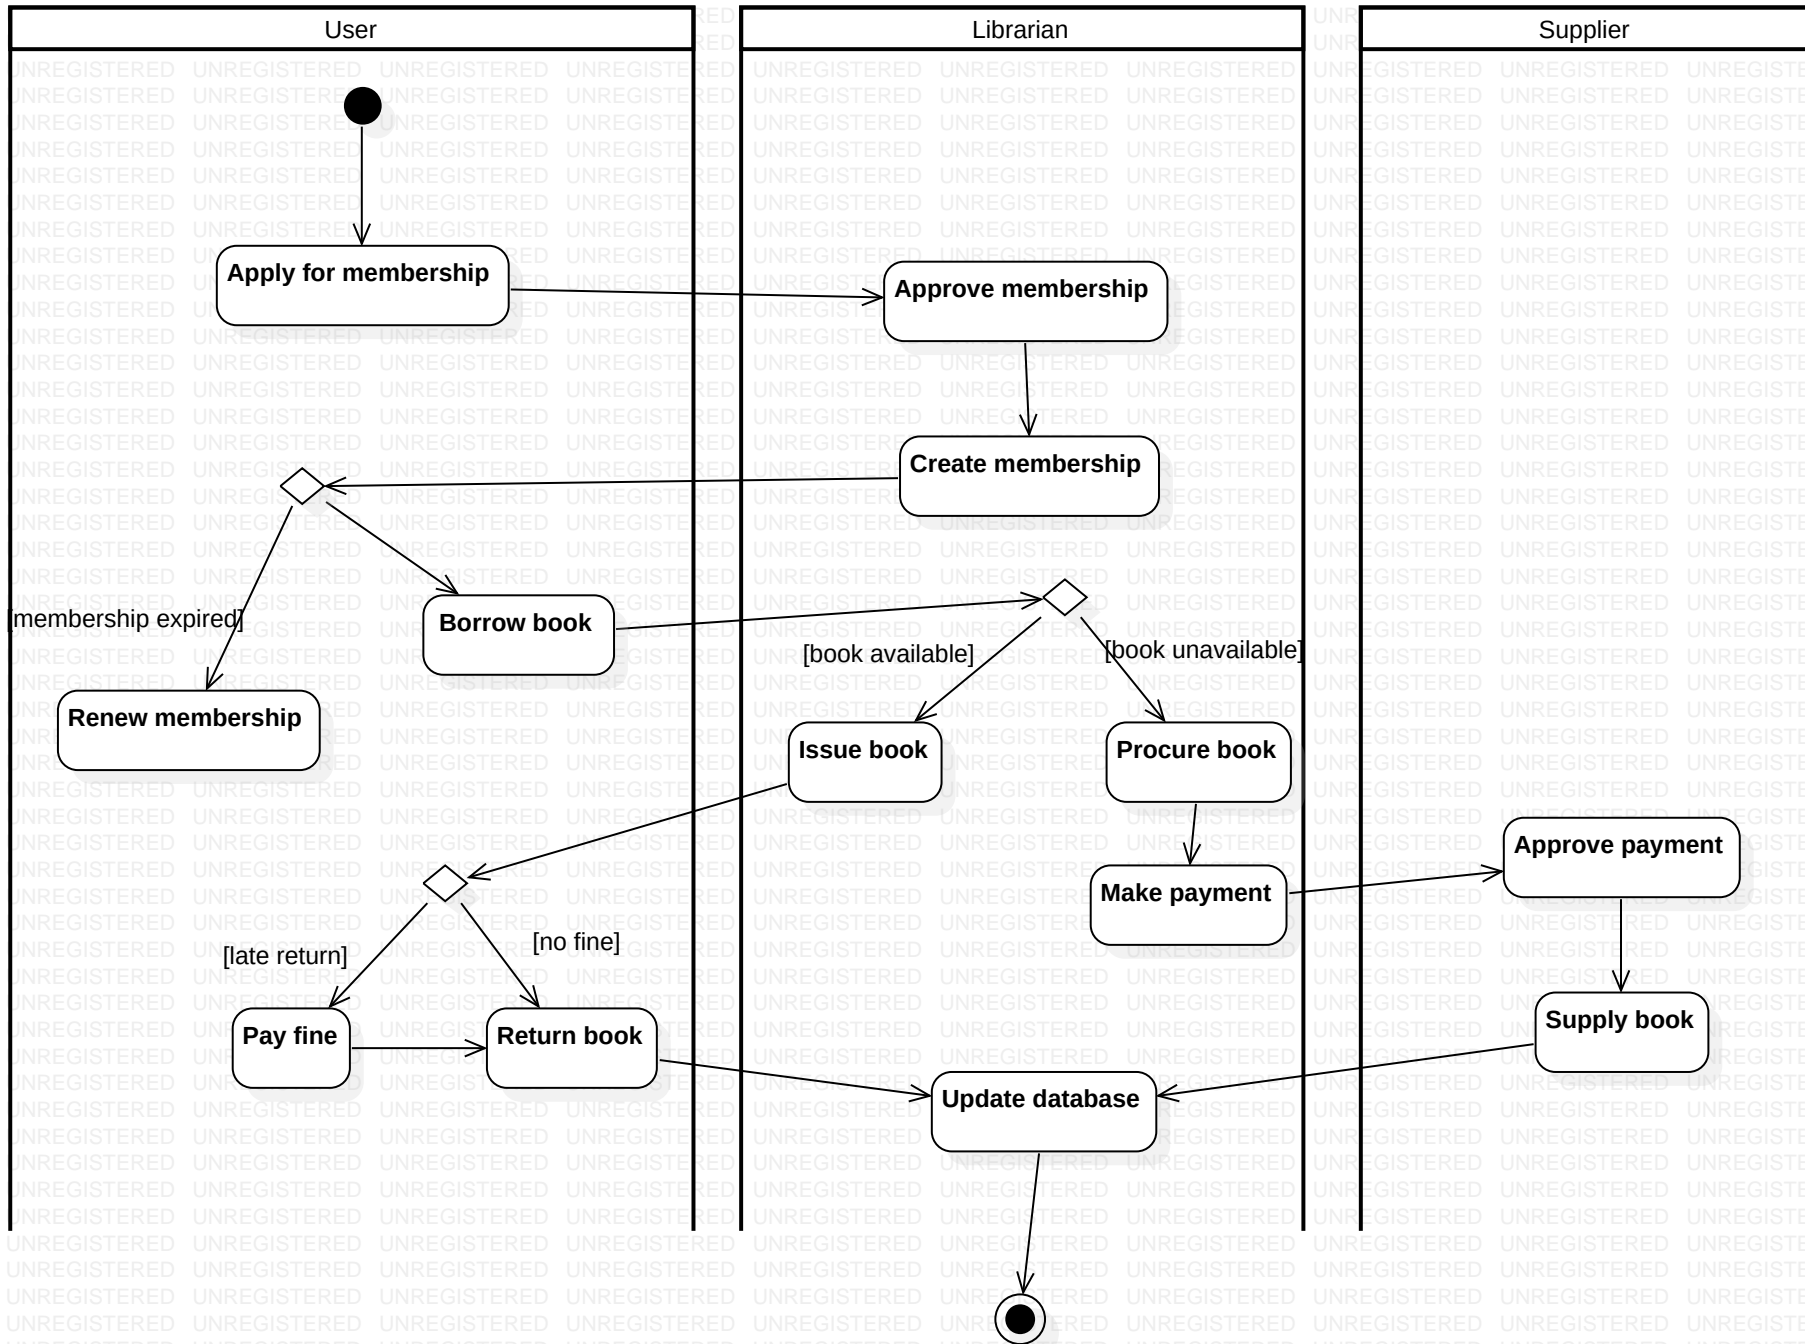 User
Librarian
Supplier
Apply for membership
Approve membership
Create membership
[membership expired]
Borrow book
[book available]
[book unavailable]
Renew membership
Issue book
Procure book
Approve payment
Make payment
[late return]
[no fine]
Pay fine
Return book
Supply book
Update database
UNREGISTERED